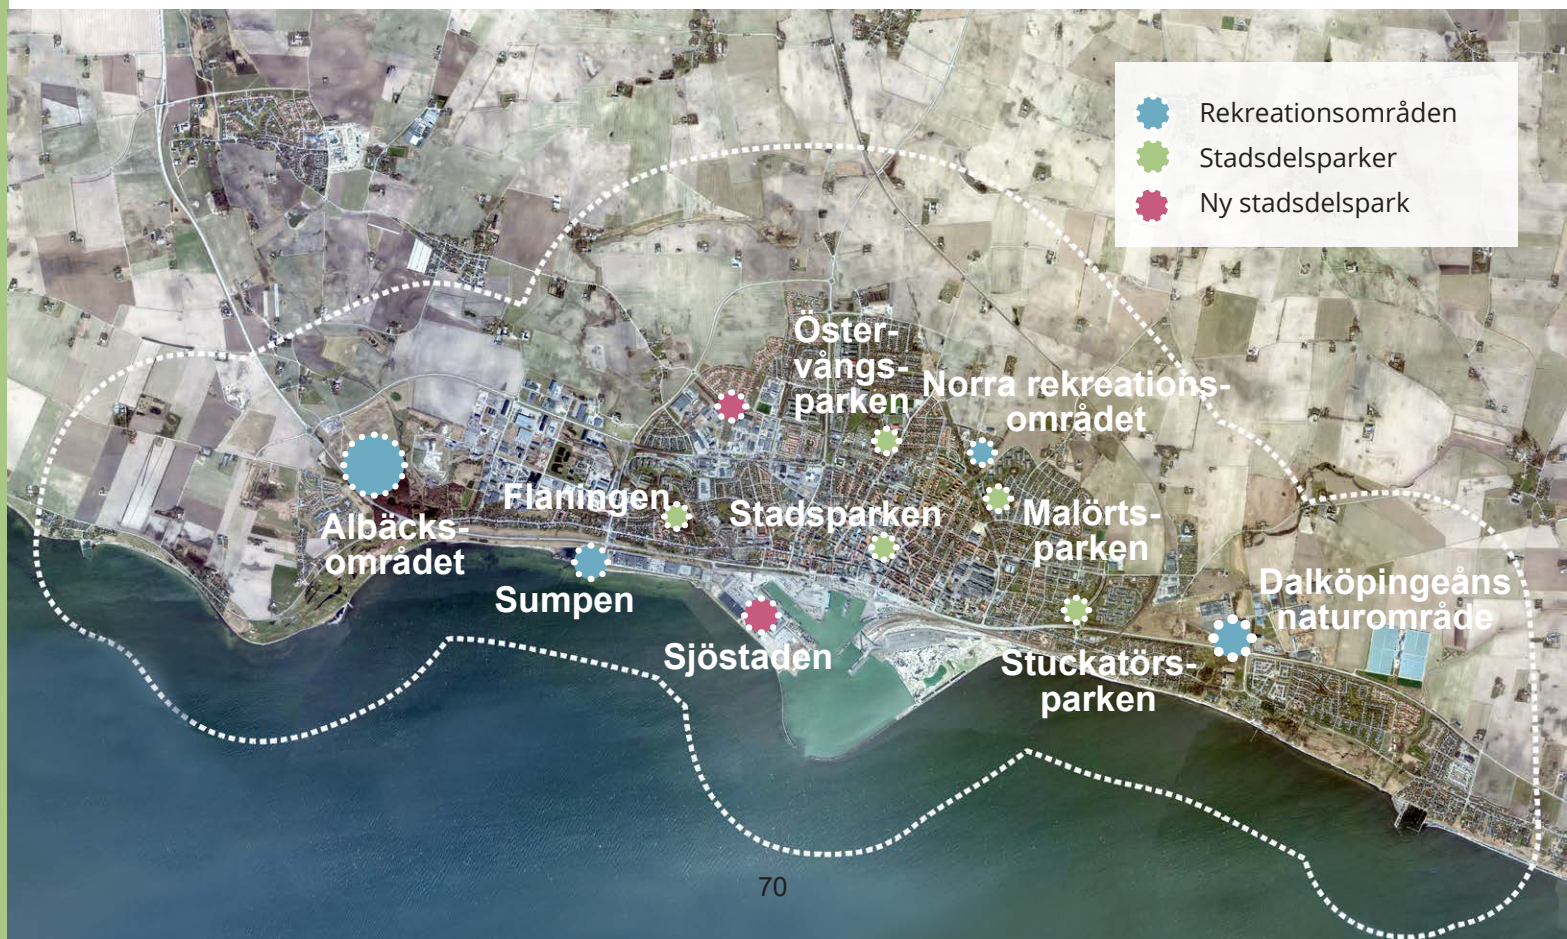 Rekreationsområden
Stadsdelsparker
Ny stadsdelspark
Öster-
vångs-
parken
Norra rekreations-
området
Flaningen
Stadsparken
Malörts-
parken
Albäcks-
området
Sumpen
Sjöstaden
Dalköpingeåns
naturområde
Stuckatörs-
parken
70